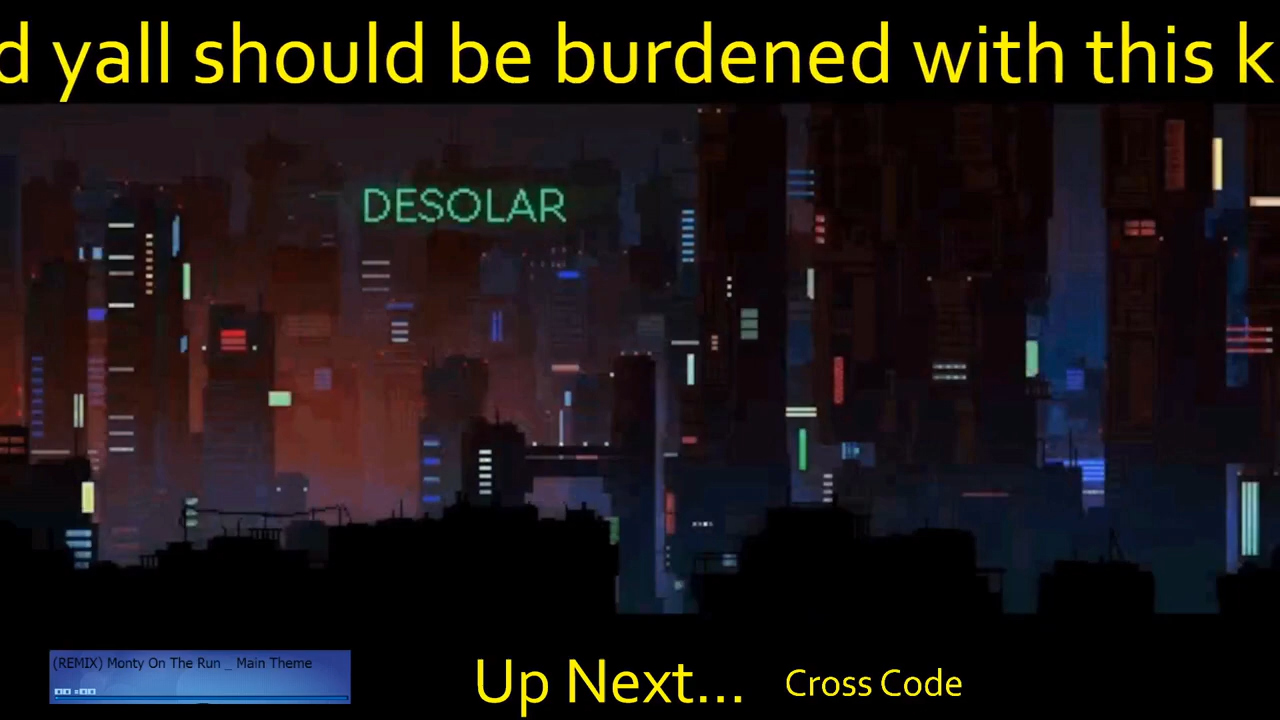 d yall should be burdened with this k
DESOLAR
(REMIX) Monty On The Run _ Main Theme
Up Next... Cross Code